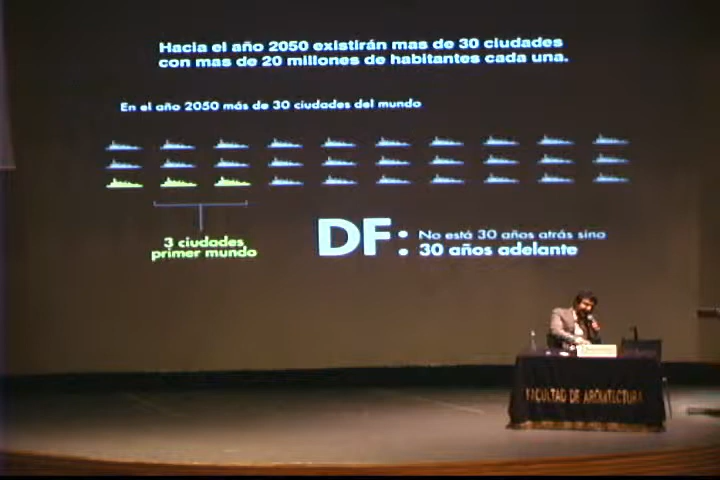 Hacia el año 2050 existirán mas de 30 ciudades
con mas de 20 millones de habitantes cada una.
En el año 2050 más de 30 ciudades del mundo
3 ciudades
primer mundo
DF: No está 30 años atrás sino
30 años adelante
FACULTAD DE ARQUITECTURA